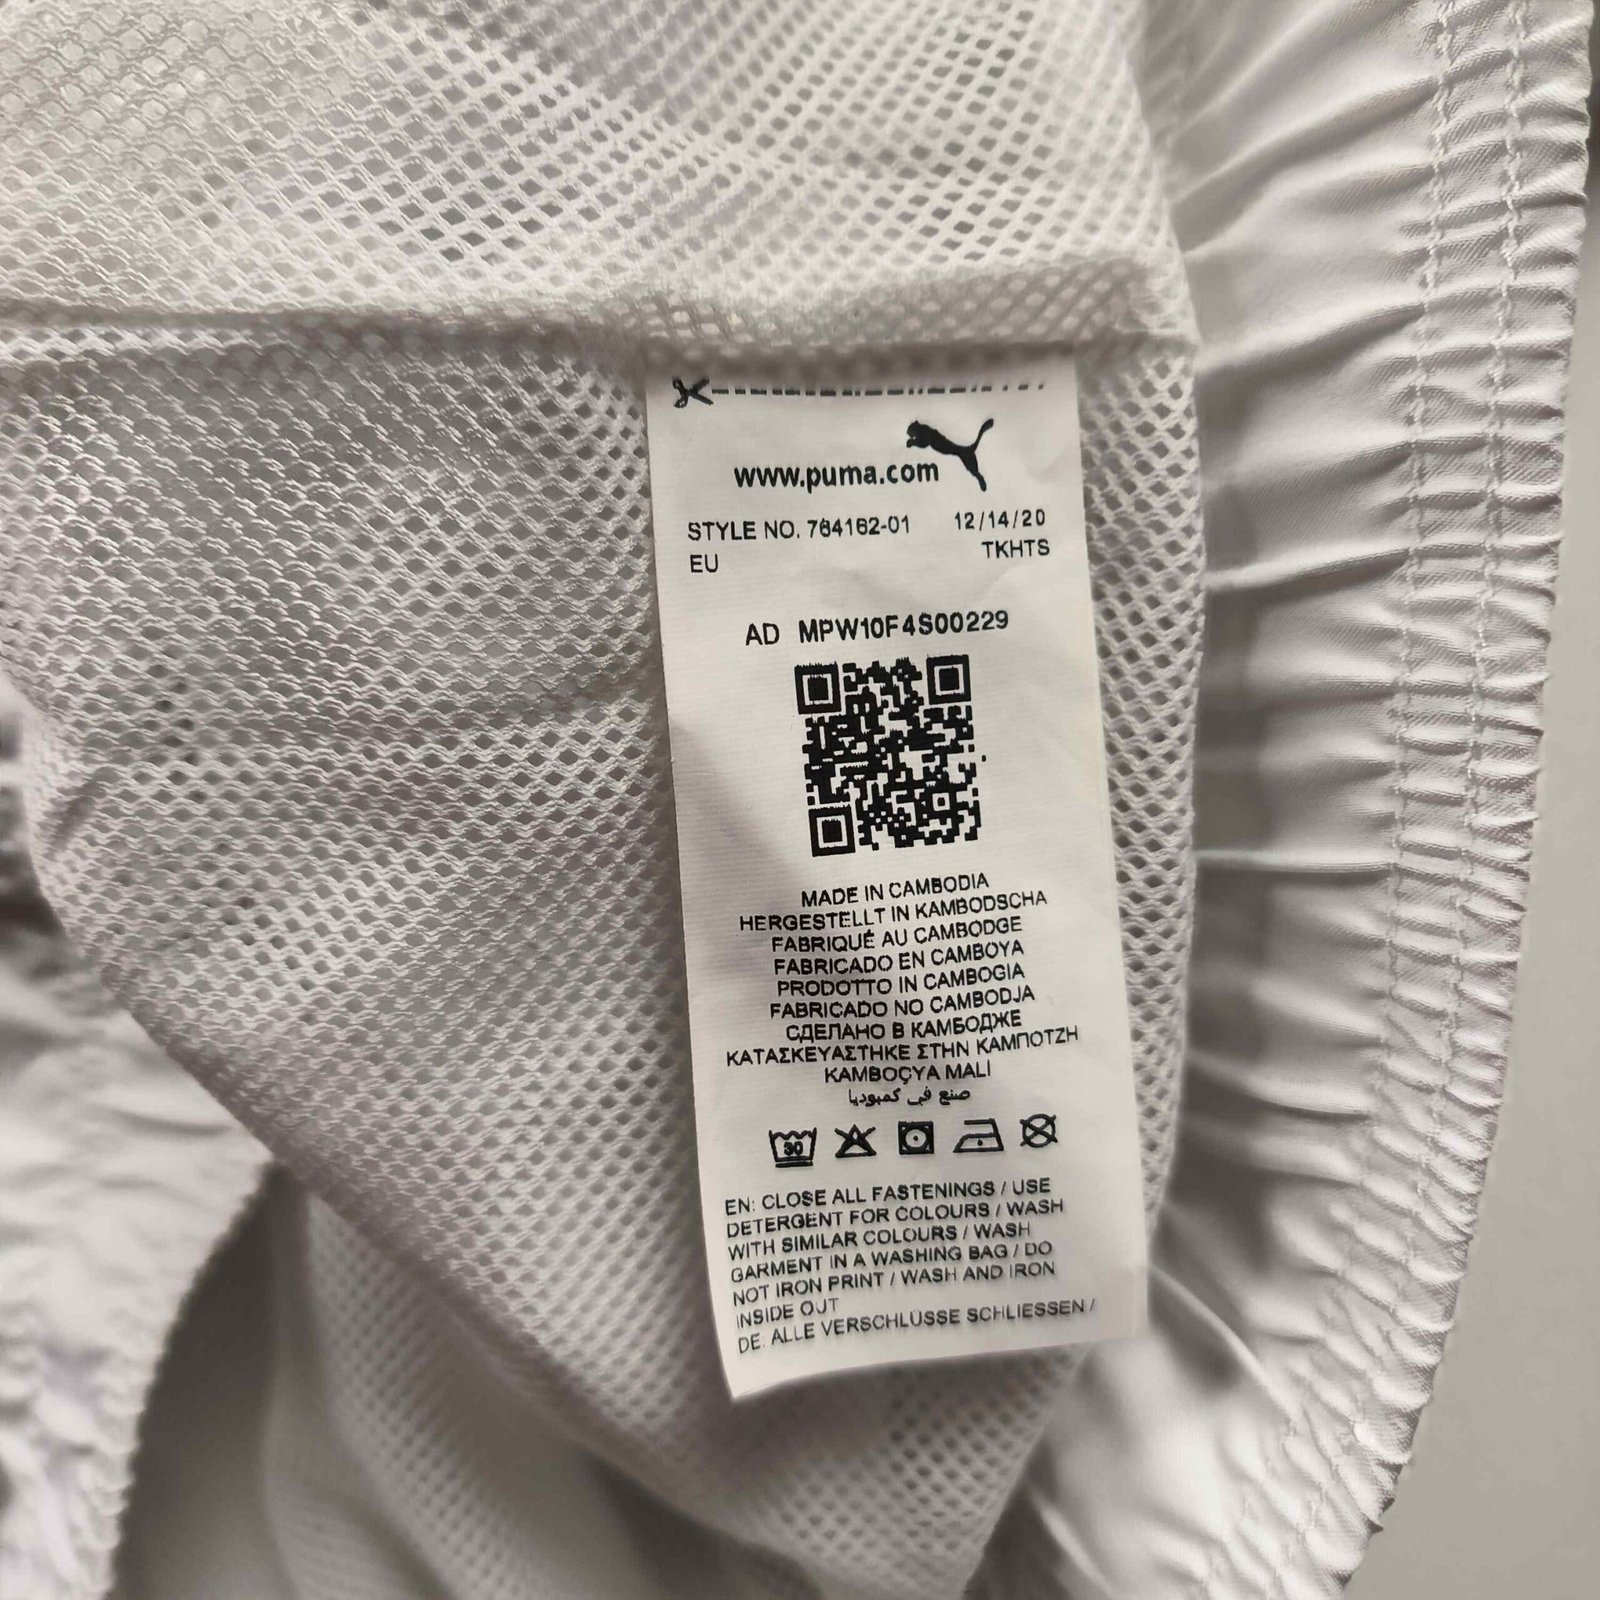 www.puma.com
STYLE NO. 764162-01 12/14/20
EU TKHTS
AD MPW10F4S00229
MADE IN CAMBODIA
HERGESTELLT IN KAMBODSCHA
FABRIQUÉ AU CAMBODGE
FABRICADO EN CAMBOYA
PRODOTTO IN CAMBOGIA
FABRICADO NO CAMBODJA
СДЕЛАНО В КАМБОДЖЕ
ΚΑΤΑΣΚΕΥΑΣΤΗΚΕ ΣΤΗΝ ΚΑΜΠΟΤΖΗ
KAMBOÇYA MALI
صنع في كمبوديا
30
EN: CLOSE ALL FASTENINGS / USE
DETERGENT FOR COLOURS / WASH
WITH SIMILAR COLOURS / WASH
GARMENT IN A WASHING BAG / DO
NOT IRON PRINT / WASH AND IRON
INSIDE OUT
DE: ALLE VERSCHLÜSSE SCHLIESSEN /